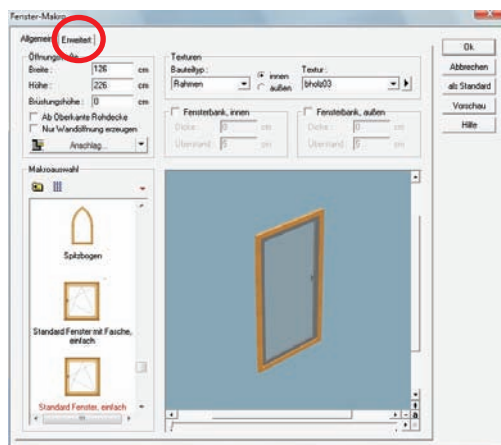 Fenster-Makro
Allgemein
Erweitert
Breite :
126
cm
Höhe :
226
cm
Brüstungshöhe :
0
cm
Ab Oberkante Rohdecke
Nur Wandöffnung erzeugen
Anschlag...
Texturen
Bauteiltyp :
Rahmen
innen
außen
Textur :
bholz03
Fensterbank, innen
Dicke :
0
cm
Überstand :
5
cm
Fensterbank, außen
Dicke :
0
cm
Überstand :
5
cm
Ok
Abbrechen
als Standard
Vorschau
Hilfe
Makroauswahl
Spitzbogen
Standard Fenster mit Fasche,
einfach
Standard Fenster, einfach
a